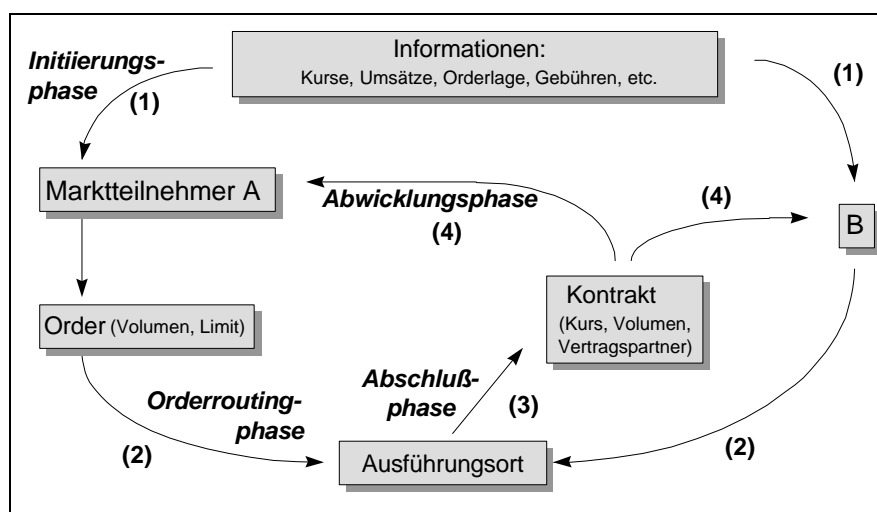 Informationen:
Kurse, Umsätze, Orderlage, Gebühren, etc.
Initiierungs-
phase
(1)
(1)
Marktteilnehmer A
Abwicklungsphase
(4)
(4)
B
Order (Volumen, Limit)
Kontrakt
(Kurs, Volumen,
Vertragspartner)
Abschluß-
phase
(3)
Orderrouting-
phase
(2)
(2)
Ausführungsort